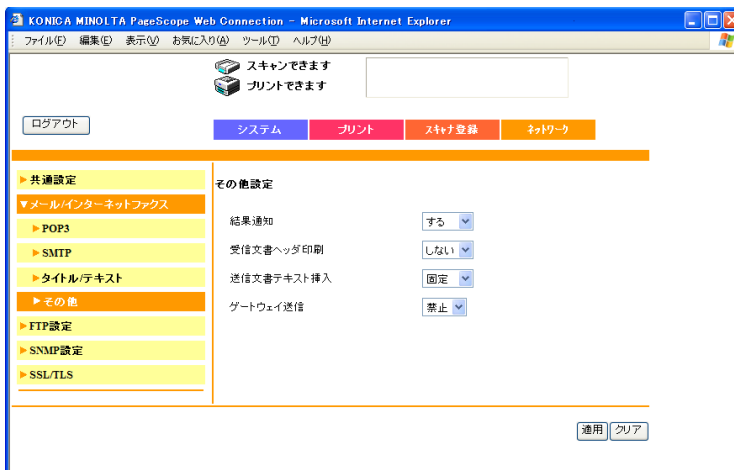 KONICA MINOLTA PageScope Web Connection - Microsoft Internet Explorer
ファイル(F) 編集(E) 表示(V) お気に入り(A) ツール(T) ヘルプ(H)
スキャンできます
プリントできます
ログアウト
システム プリント スキャナ登録 ネットワーク
共通設定
メール/インターネットファクス
POP3
SMTP
タイトル/テキスト
その他
FTP設定
SNMP設定
SSL/TLS
その他設定
結果通知 する
受信文書ヘッダ印刷 しない
送信文書テキスト挿入 固定
ゲートウェイ送信 禁止
適用 クリア